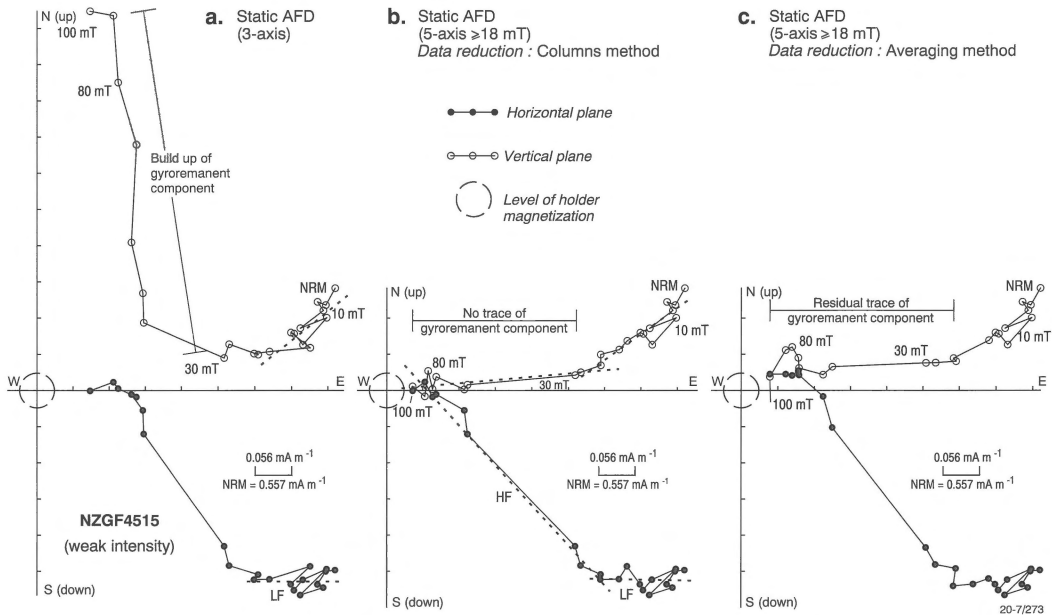 a. Static AFD
(3-axis)
N (up)
100 mT
80 mT
Build up of
gyroremanent
component
NRM
10 mT
30 mT
W
E
0.056 mA m⁻¹
NRM = 0.557 mA m⁻¹
NZGF4515
(weak intensity)
LF
S (down)
b. Static AFD
(5-axis ⩾18 mT)
Data reduction : Columns method
Horizontal plane
Vertical plane
Level of holder
magnetization
N (up)
NRM
No trace of
gyroremanent component
10 mT
80 mT
30 mT
W
E
100 mT
0.056 mA m⁻¹
NRM = 0.557 mA m⁻¹
HF
LF
S (down)
c. Static AFD
(5-axis ⩾18 mT)
Data reduction : Averaging method
N (up)
NRM
Residual trace of
gyroremanent component
10 mT
80 mT
30 mT
W
E
100 mT
0.056 mA m⁻¹
NRM = 0.557 mA m⁻¹
S (down)
20-7/273